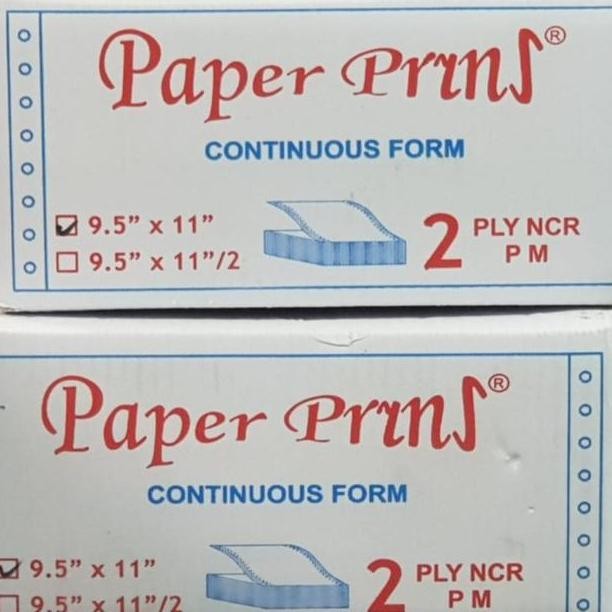 Paper Prins®
CONTINUOUS FORM
9.5” x 11”
9.5” x 11”/2
2 PLY NCR
P M
Paper Prins®
CONTINUOUS FORM
9.5” x 11”
9.5” x 11”/2
2 PLY NCR
P M